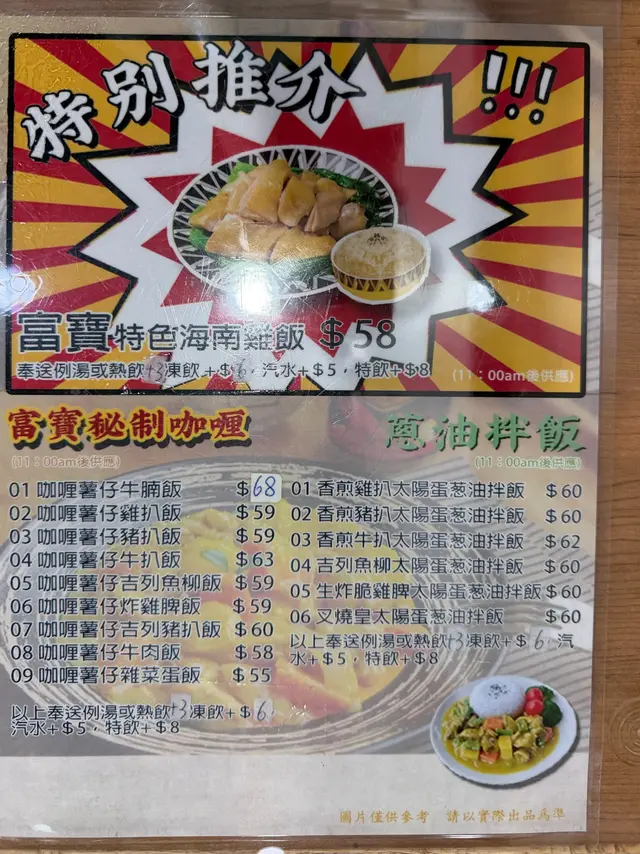 特別推介!!!
富寶特色海南雞飯 $58
奉送例湯或熱飲+3凍飲+$6, 汽水+$5, 特飲+$8
(11:00am後供應)
富寶秘制咖喱
(11:00am後供應)
01 咖喱薯仔牛腩飯 $68
02 咖喱薯仔雞扒飯 $59
03 咖喱薯仔豬扒飯 $59
04 咖喱薯仔牛扒飯 $63
05 咖喱薯仔吉列魚柳飯 $59
06 咖喱薯仔炸雞脾飯 $59
07 咖喱薯仔吉列豬扒飯 $60
08 咖喱薯仔牛肉飯 $58
09 咖喱薯仔雜菜蛋飯 $55
以上奉送例湯或熱飲+3凍飲+$6,
汽水+$5, 特飲+$8
蔥油拌飯
(11:00am後供應)
01 香煎雞扒太陽蛋葱油拌飯 $60
02 香煎豬扒太陽蛋葱油拌飯 $60
03 香煎牛扒太陽蛋葱油拌飯 $62
04 吉列魚柳太陽蛋葱油拌飯 $60
05 生炸脆雞脾太陽蛋葱油拌飯 $60
06 叉燒皇太陽蛋葱油拌飯 $60
以上奉送例湯或熱飲+3凍飲+$6, 汽
水+$5, 特飲+$8
圖片僅供參考 請以實際出品為準